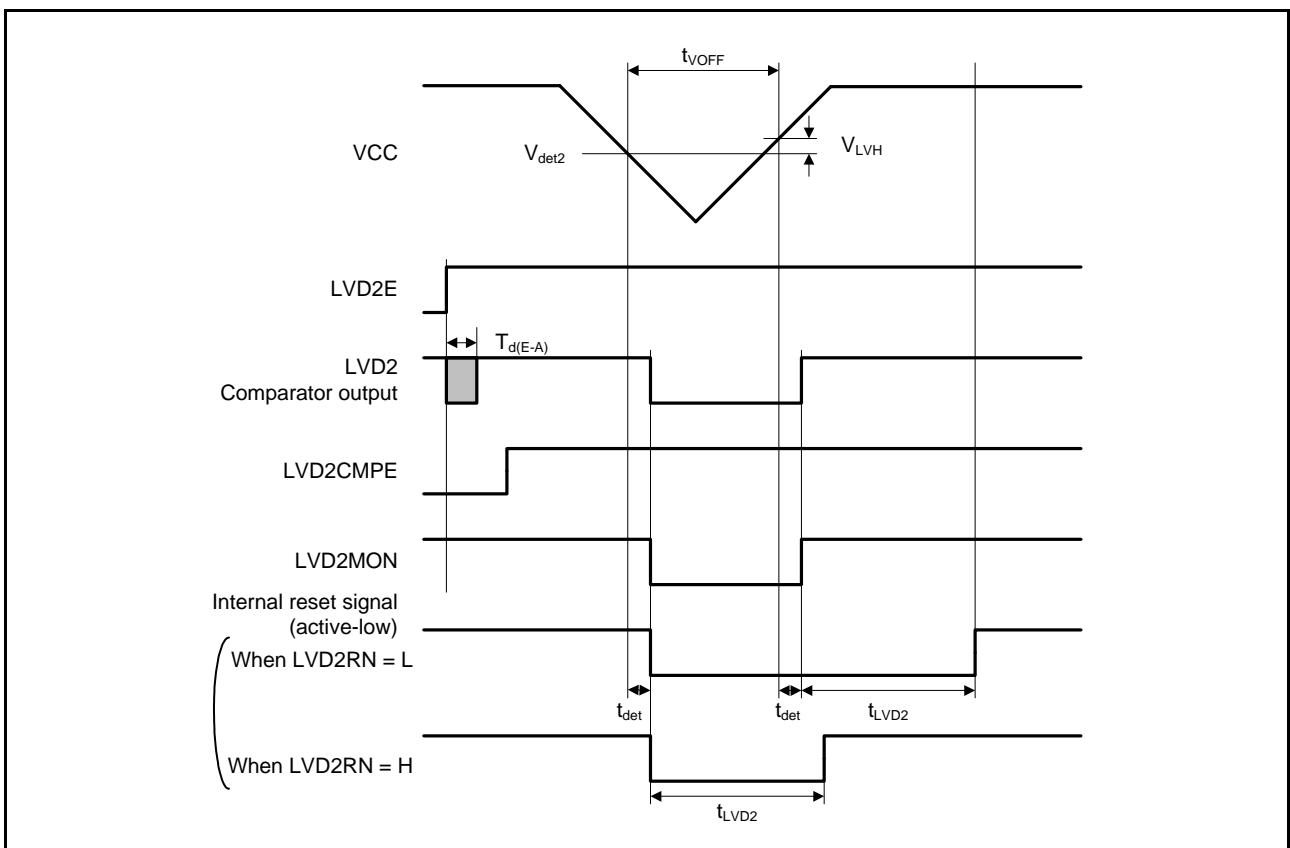 tVOFF
VCC
Vdet2
VLVH
LVD2E
Td(E-A)
LVD2
Comparator output
LVD2CMPE
LVD2MON
Internal reset signal
(active-low)
When LVD2RN = L
tdet
tdet
tLVD2
When LVD2RN = H
tLVD2